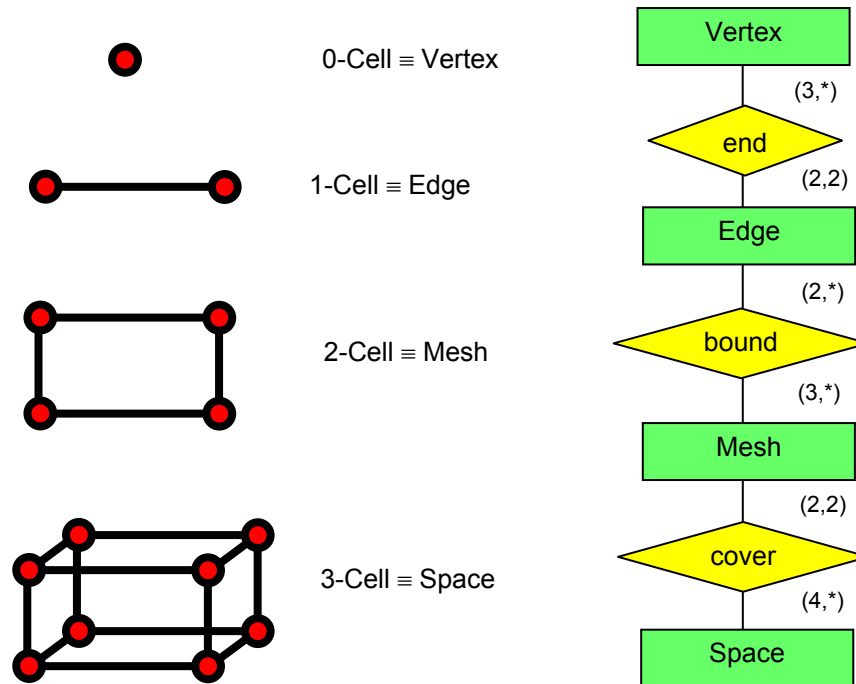 0-Cell ≡ Vertex
1-Cell ≡ Edge
2-Cell ≡ Mesh
3-Cell ≡ Space
Vertex
(3,*)
end
(2,2)
Edge
(2,*)
bound
(3,*)
Mesh
(2,2)
cover
(4,*)
Space